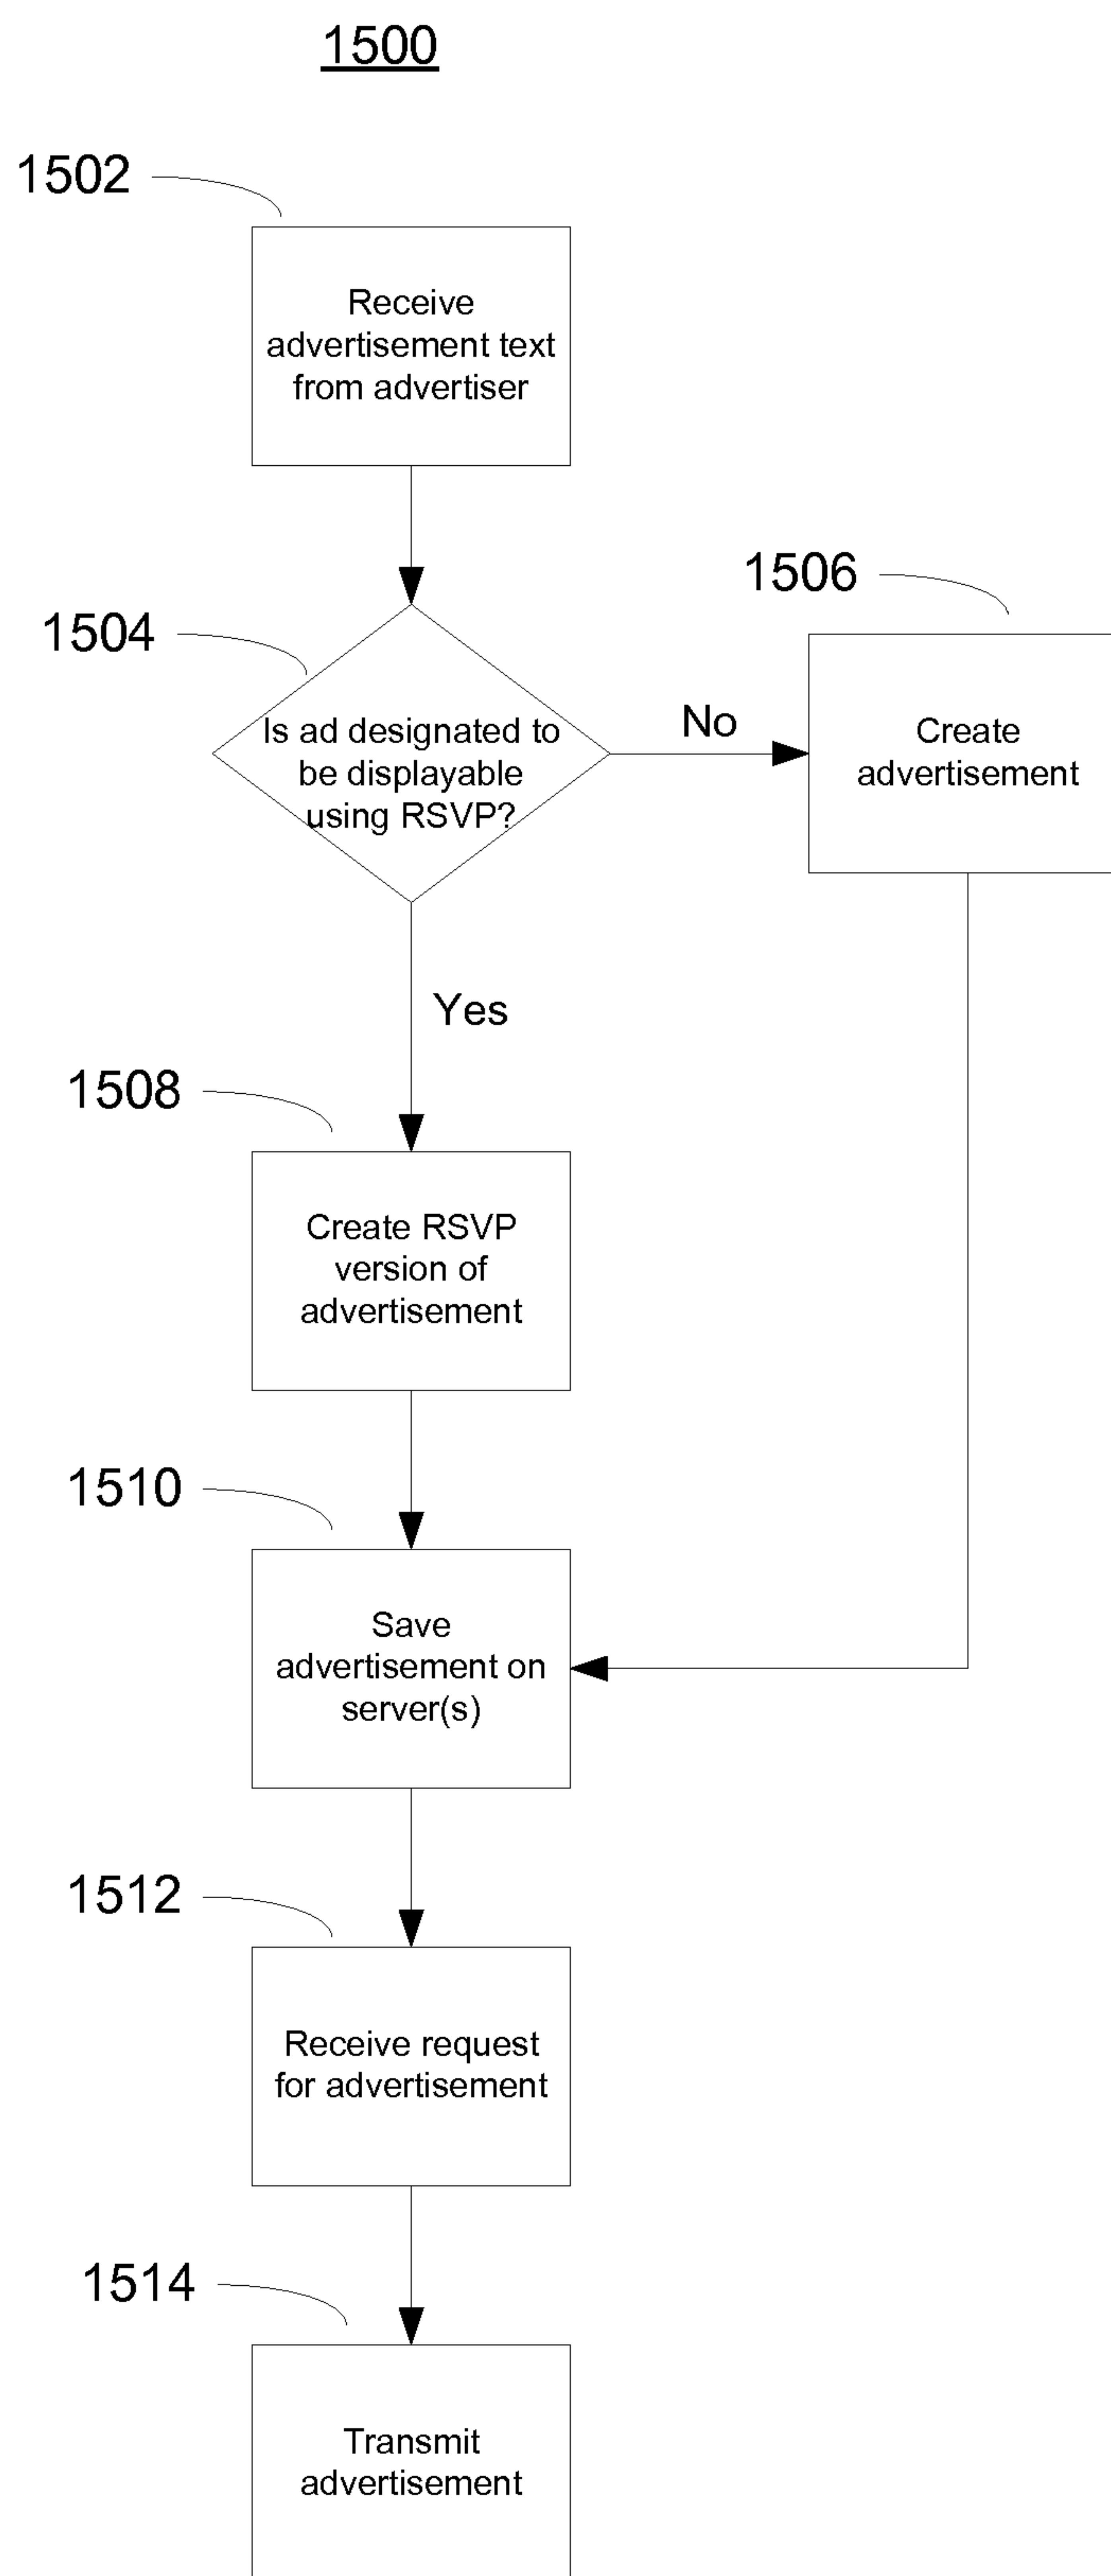 1500
1502
Receive
advertisement text
from advertiser
1506
1504
Is ad designated to
be displayable
using RSVP?
No
Create
advertisement
Yes
1508
Create RSVP
version of
advertisement
1510
Save
advertisement on
server(s)
1512
Receive request
for advertisement
1514
Transmit
advertisement